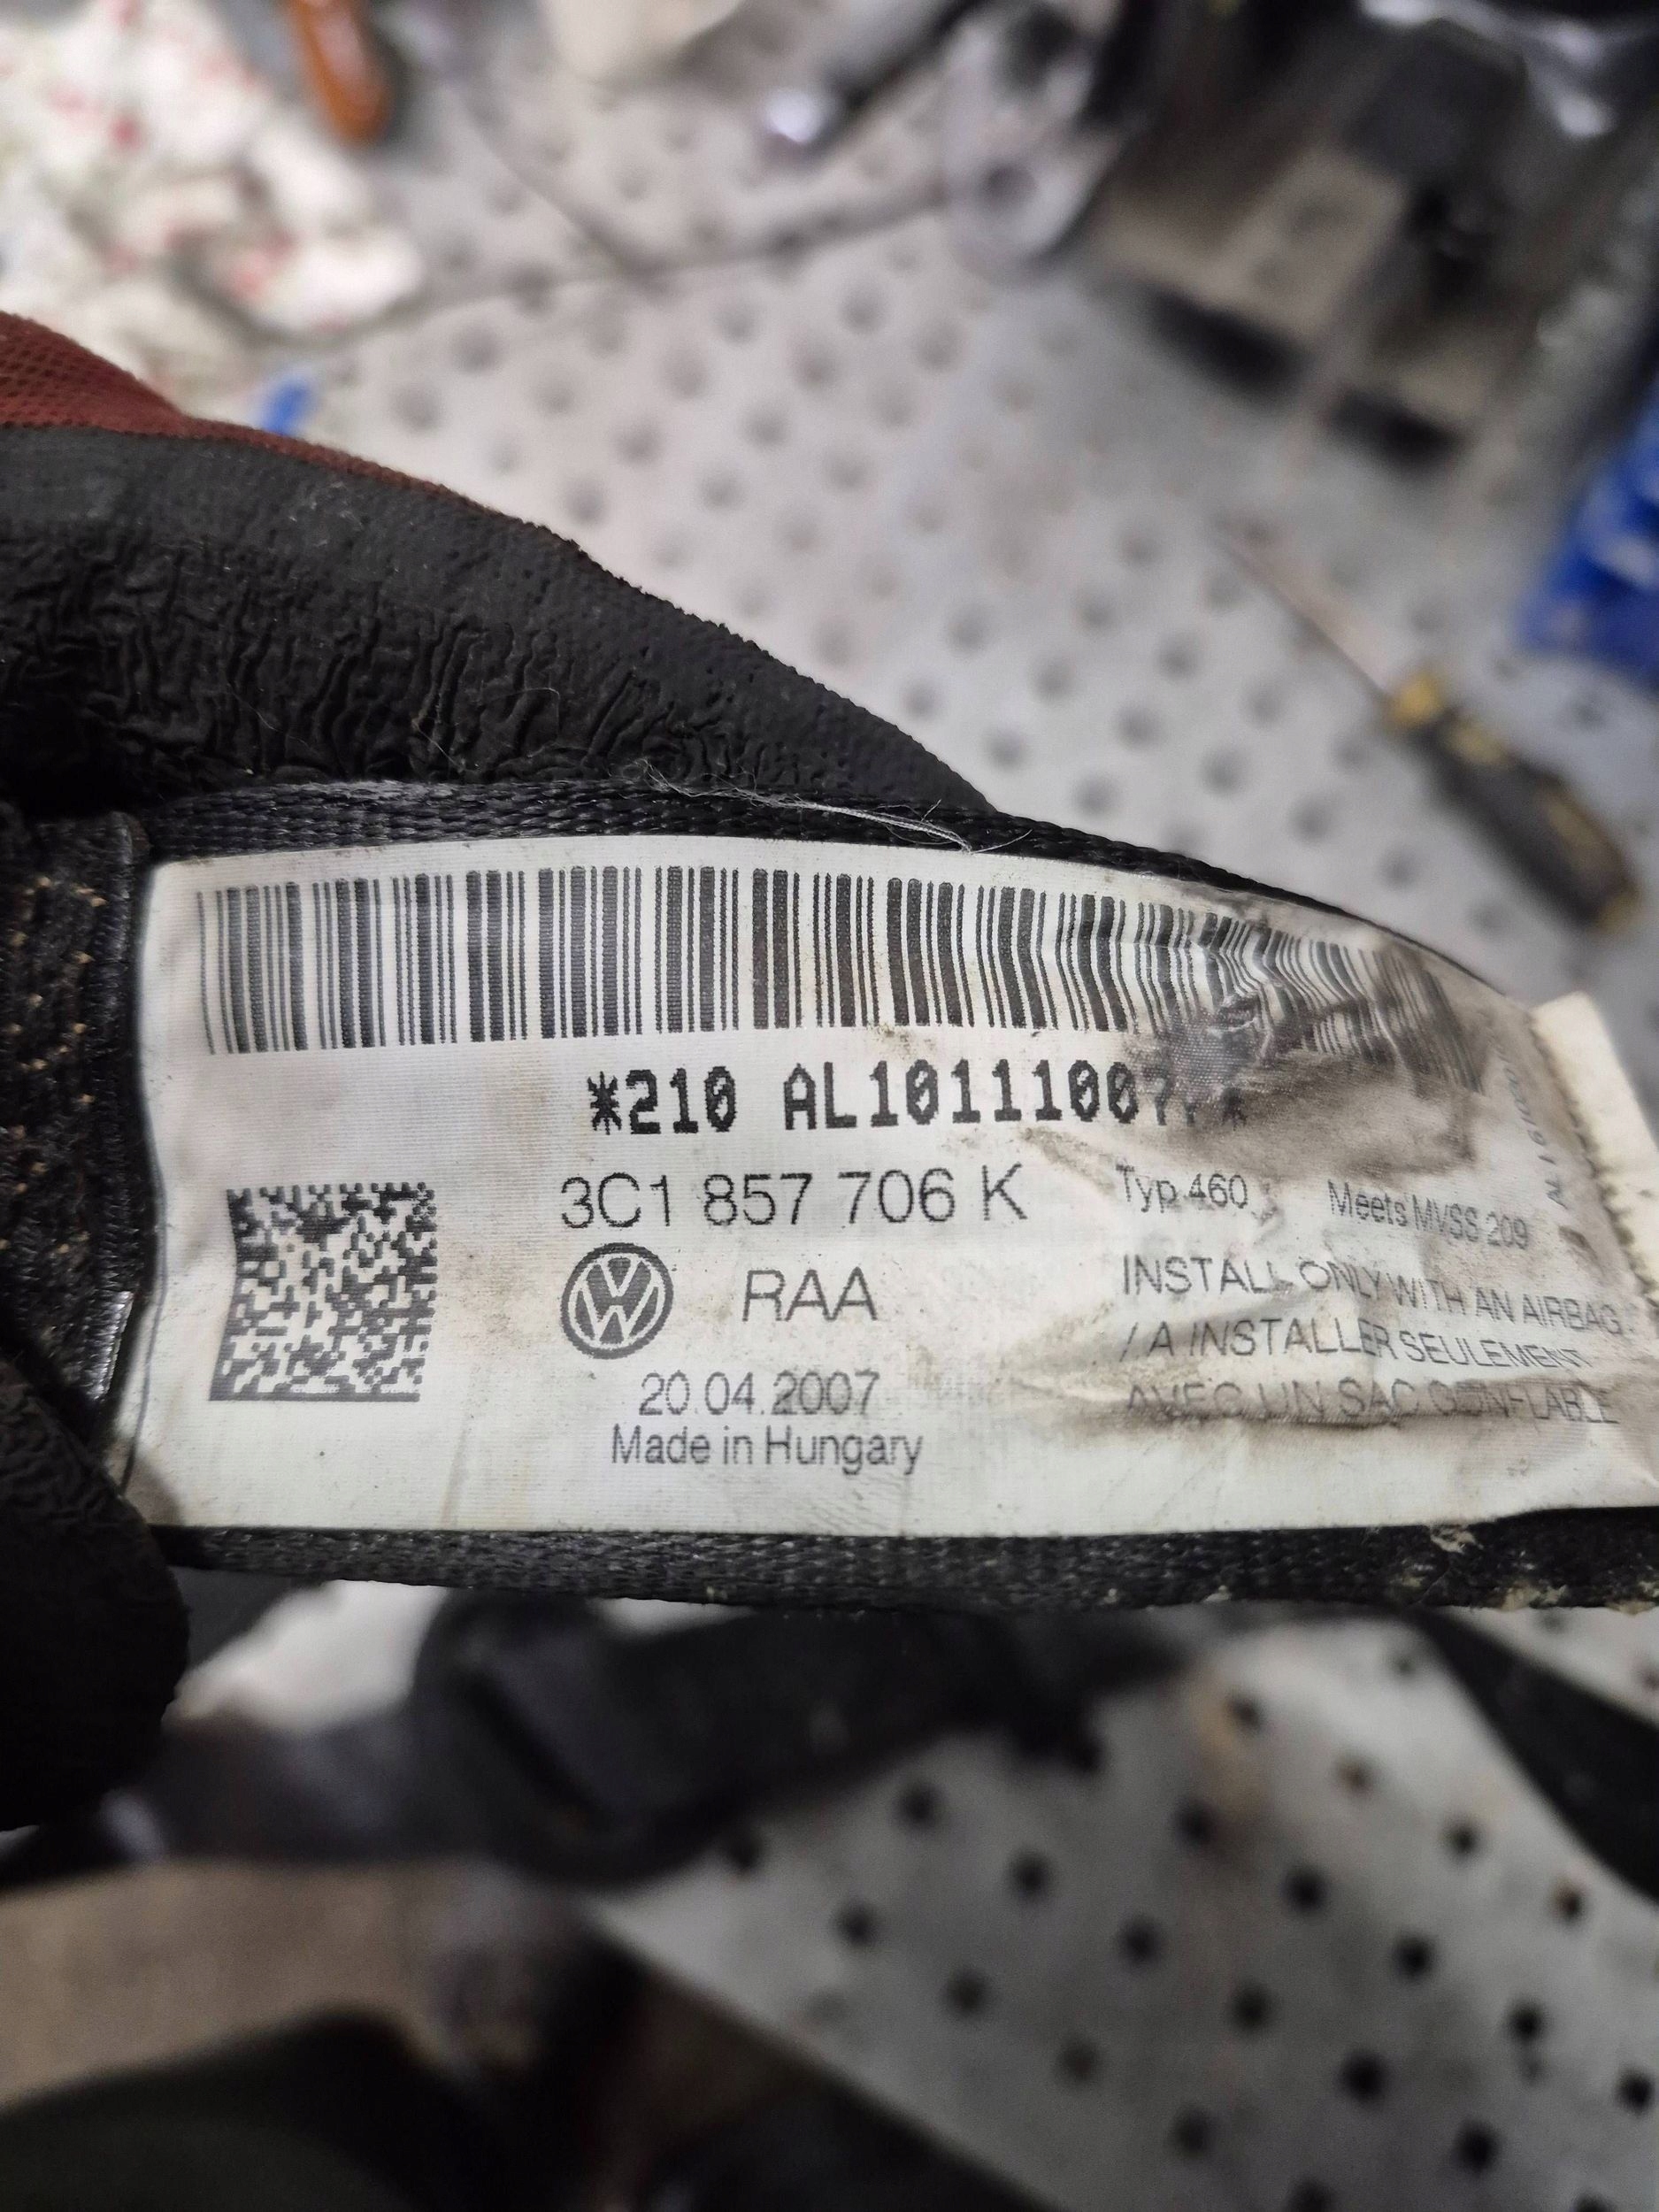 *210 AL10111007
3C1 857 706 K
Typ 460
Meets MVSS 209
RAA
INSTALL ONLY WITH AN AIRBAG
/ A INSTALLER SEULEMENT
AVEC UN SAC GONFLABLE
20.04.2007
Made in Hungary